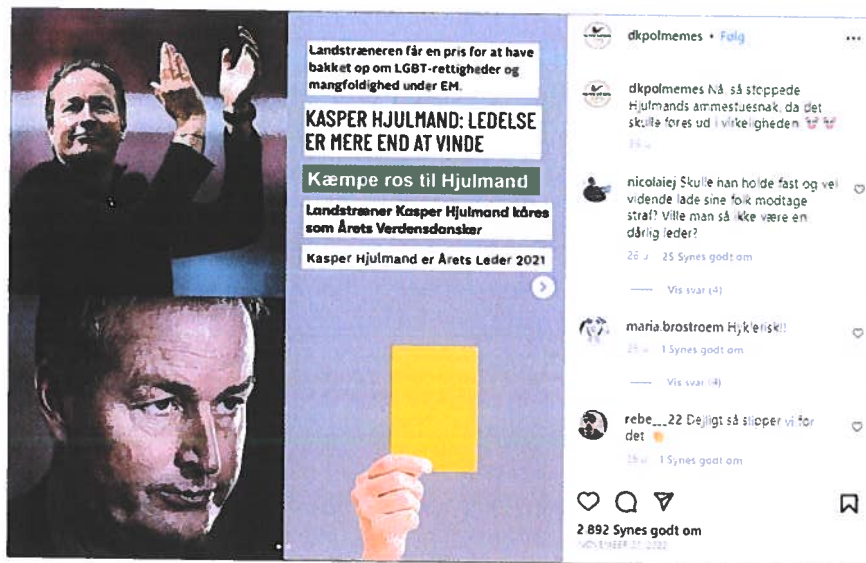 Landstræneren får en pris for at have
bakket op om LGBT-rettigheder og
mangfoldighed under EM.
KASPER HJULMAND: LEDELSE
ER MERE END AT VINDE
Kæmpe ros til Hjulmand
Landstræner Kasper Hjulmand kåres
som Årets Verdensdansker
Kasper Hjulmand er Årets Leder 2021
dkpolmemes • Følg
dkpolmemes Nå, så stoppede
Hjulmands ammestuesnak, da det
skulle føres ud i virkeligheden
nicolaiej Skulle han holde fast og vel
vidende lade sine folk modtage
straf? Ville man så ikke være en
dårlig leder?
26 u 25 Synes godt om
Vis svar (4)
maria.brostroem Hyklerisk!!
1 Synes godt om
Vis svar (4)
rebe___22 Dejligt så slipper vi for
det
1 Synes godt om
2.892 Synes godt om
NOVEMBER